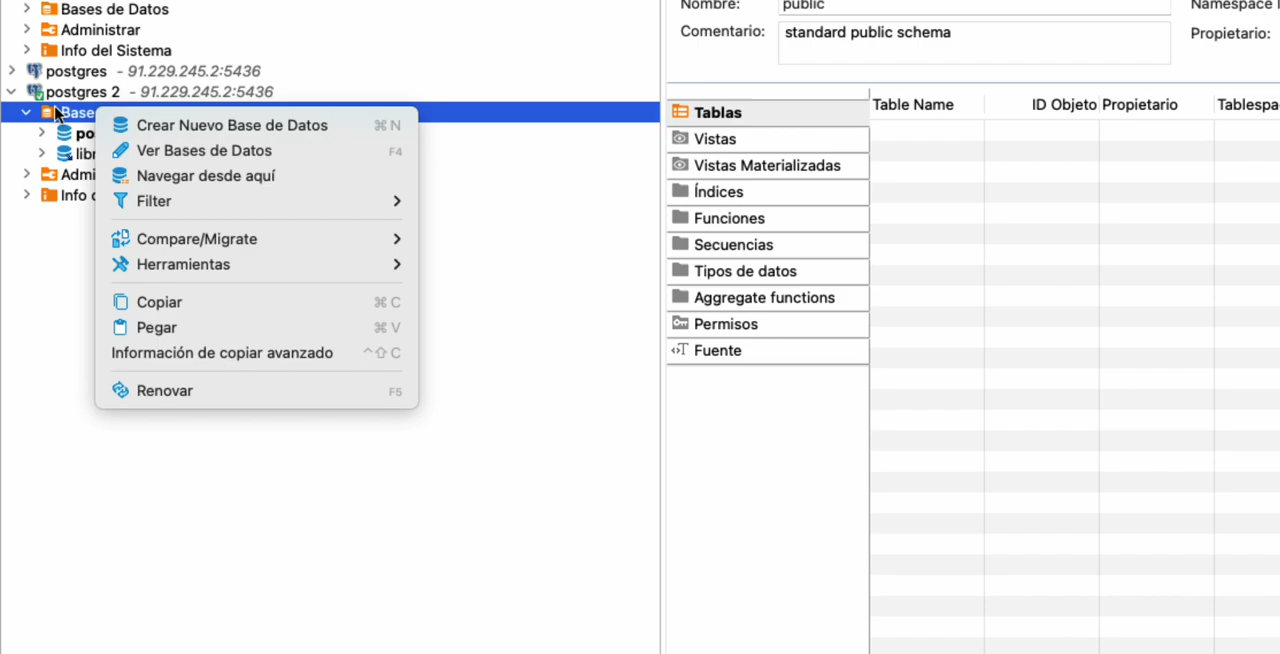 Bases de Datos
Administrar
Info del Sistema
postgres - 91.229.245.2:5436
postgres 2 - 91.229.245.2:5436
Base
po
libr
Admi
Info
Crear Nuevo Base de Datos ⌘ N
Ver Bases de Datos F4
Navegar desde aquí
Filter
Compare/Migrate
Herramientas
Copiar ⌘ C
Pegar ⌘ V
Información de copiar avanzado ^⇧ C
Renovar F5
Nombre: public Namespace
Comentario: standard public schema Propietario:
Tablas
Vistas
Vistas Materializadas
Índices
Funciones
Secuencias
Tipos de datos
Aggregate functions
Permisos
Fuente
Table Name ID Objeto Propietario Tablespa